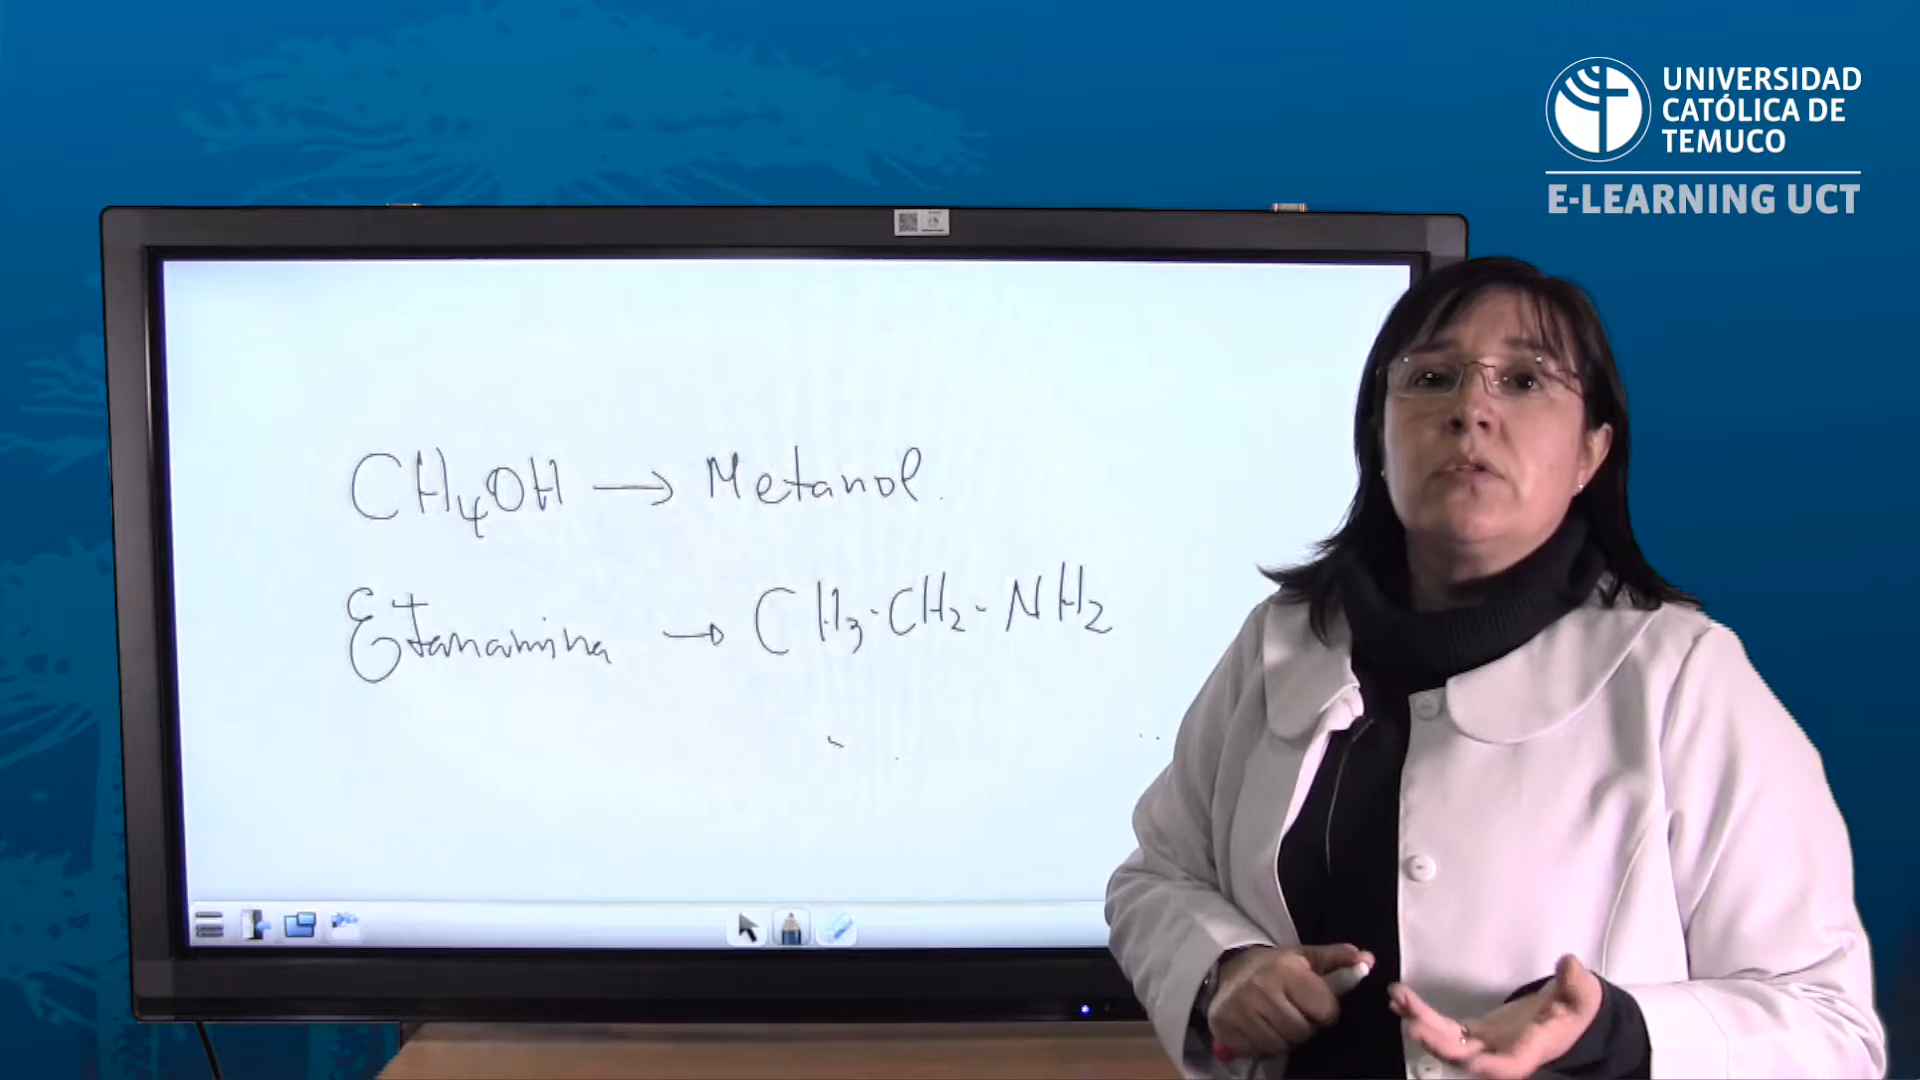 UNIVERSIDAD
CATÓLICA DE
TEMUCO
E-LEARNING UCT
CH4OH → Metanol.
Etanamina → CH3-CH2-NH2